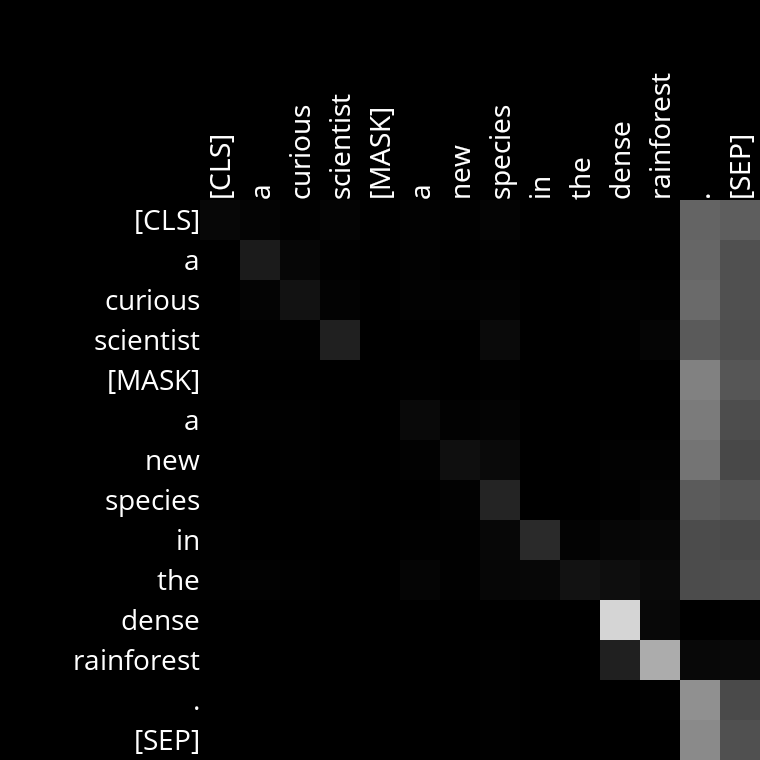 [CLS] a curious scientist [MASK] a new species in the dense rainforest . [SEP]
[CLS]
a
curious
scientist
[MASK]
a
new
species
in
the
dense
rainforest
.
[SEP]